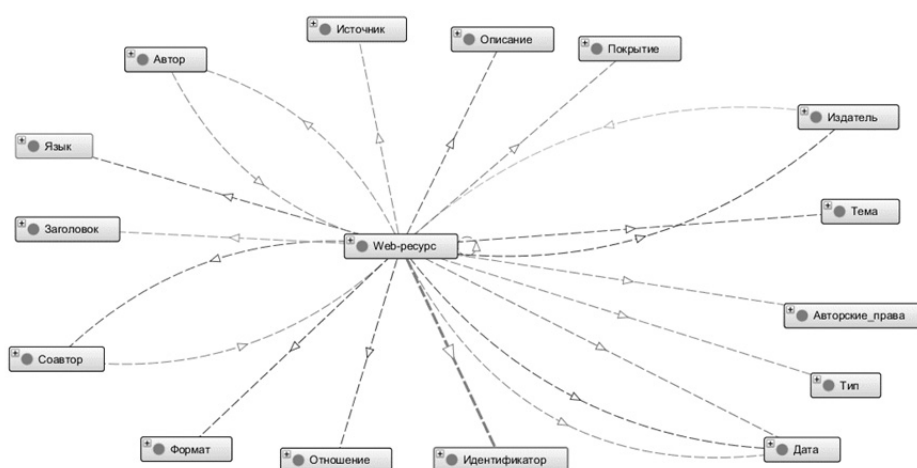 Источник
Описание
Покрытие
Автор
Издатель
Язык
Тема
Заголовок
Web-ресурс
Авторские_права
Соавтор
Тип
Формат
Отношение
Идентификатор
Дата